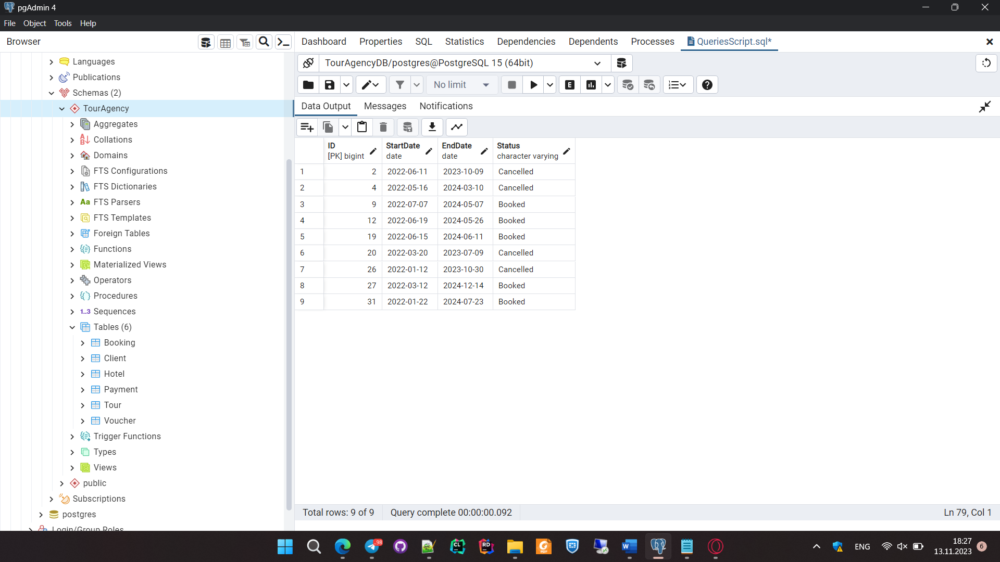 pgAdmin 4
File Object Tools Help
Browser
Dashboard Properties SQL Statistics Dependencies Dependents Processes QueriesScript.sql*
Languages
Publications
Schemas (2)
TourAgency
Aggregates
Collations
Domains
FTS Configurations
FTS Dictionaries
Aa FTS Parsers
FTS Templates
Foreign Tables
Functions
Materialized Views
Operators
Procedures
1..3 Sequences
Tables (6)
Booking
Client
Hotel
Payment
Tour
Voucher
Trigger Functions
Types
Views
public
Subscriptions
postgres
Login/Group Roles
TourAgencyDB/postgres@PostgreSQL 15 (64bit)
No limit
E
Data Output Messages Notifications
ID StartDate EndDate Status
[PK] bigint date date character varying
1 2 2022-06-11 2023-10-09 Cancelled
2 4 2022-05-16 2024-03-10 Cancelled
3 9 2022-07-07 2024-05-07 Booked
4 12 2022-06-19 2024-05-26 Booked
5 19 2022-06-15 2024-06-11 Booked
6 20 2022-03-20 2023-07-09 Cancelled
7 26 2022-01-12 2023-10-30 Cancelled
8 27 2022-03-12 2024-12-14 Booked
9 31 2022-01-22 2024-07-23 Booked
Total rows: 9 of 9 Query complete 00:00:00.092 Ln 79, Col 1
..98 CL RD PDF W ENG 18:27
13.11.2023 6